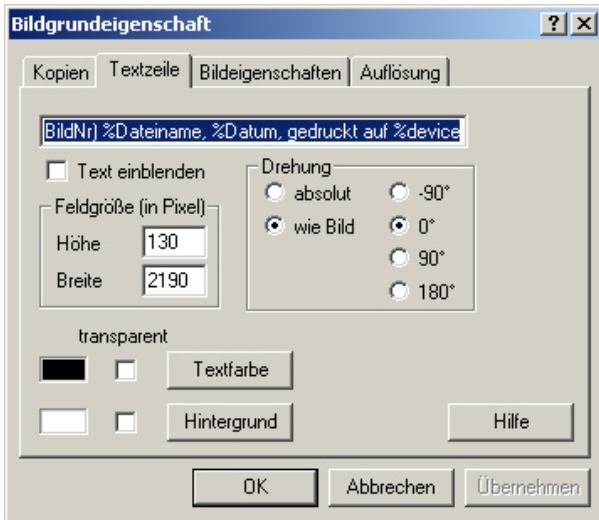 Bildgrundeigenschaft
Kopien Textzeile Bildeigenschaften Auflösung
BildNr) %Dateiname, %Datum, gedruckt auf %device
Text einblenden
Drehung
absolut -90°
wie Bild 0°
90°
180°
Feldgröße (in Pixel)
Höhe 130
Breite 2190
transparent
Textfarbe
Hintergrund
Hilfe
OK Abbrechen Übernehmen